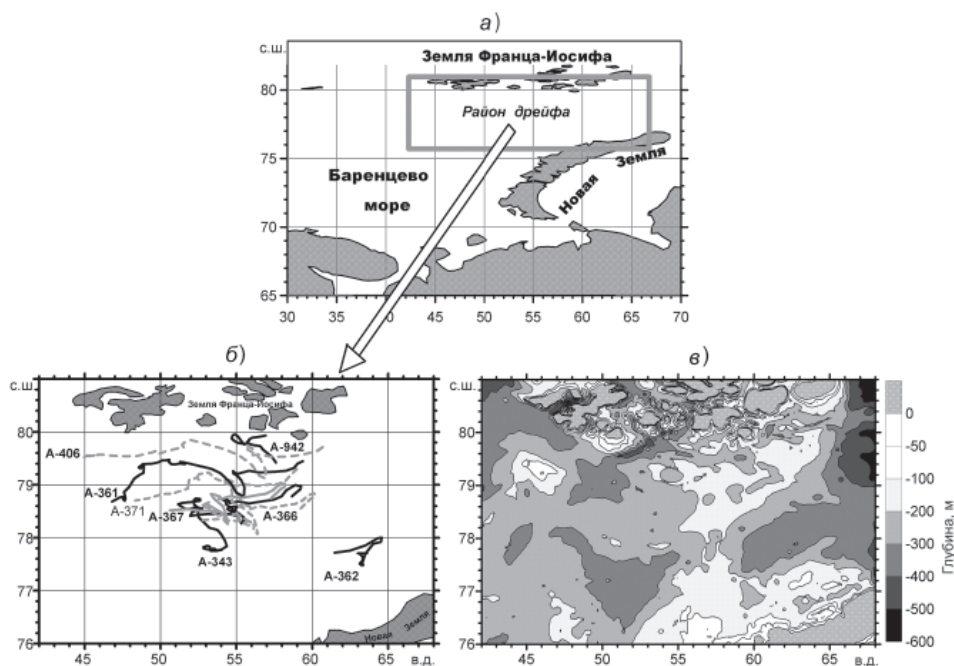 а)
с.ш.
Земля Франца-Иосифа
80
Район дрейфа
75
Баренцево
море
Новая Земля
70
65
30 35 40 45 50 55 60 65 70
б)
с.ш.
Земля Франца-Иосифа
80
А-942
А-406
79
А-361
А-371
А-367
А-366
78
А-343
А-362
77
Новая Земля
76
45 50 55 60 65 в.д.
в)
с.ш.
80
79
78
77
76
45 50 55 60 65 в.д.
0
-50
-100
-200
-300
-400
-500
-600
Глубина, м